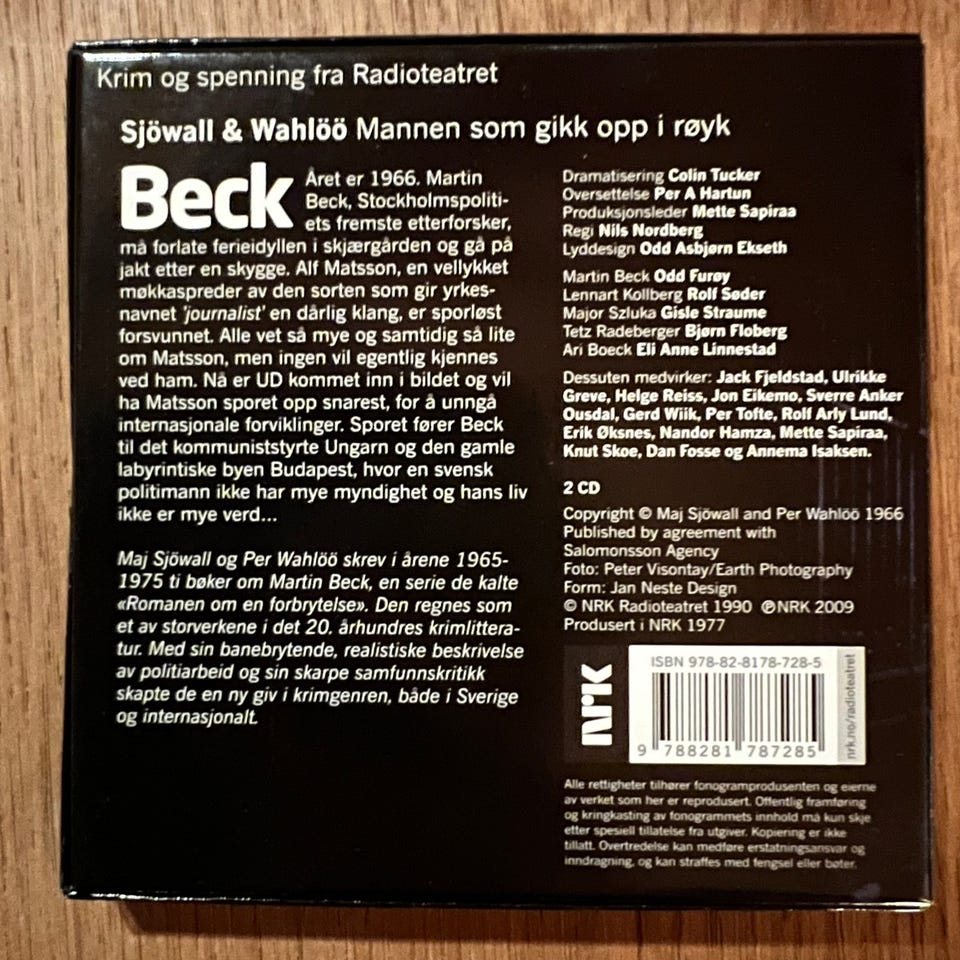 Krim og spenning fra Radioteatret
Sjöwall & Wahlöö Mannen som gikk opp i røyk
Beck
Året er 1966. Martin
Beck, Stockholmspoliti-
ets fremste etterforsker,
må forlate ferieidyllen i skjærgården og gå på
jakt etter en skygge. Alf Matsson, en vellykket
møkkaspreder av den sorten som gir yrkes-
navnet 'journalist' en dårlig klang, er sporløst
forsvunnet. Alle vet så mye og samtidig så lite
om Matsson, men ingen vil egentlig kjennes
ved ham. Nå er UD kommet inn i bildet og vil
ha Matsson sporet opp snarest, for å unngå
internasjonale forviklinger. Sporet fører Beck
til det kommuniststyrte Ungarn og den gamle
labyrintiske byen Budapest, hvor en svensk
politimann ikke har mye myndighet og hans liv
ikke er mye verd...
Maj Sjöwall og Per Wahlöö skrev i årene 1965-
1975 ti bøker om Martin Beck, en serie de kalte
«Romanen om en forbrytelse». Den regnes som
et av storverkene i det 20. århundres krimlittera-
tur. Med sin banebrytende, realistiske beskrivelse
av politiarbeid og sin skarpe samfunnskritikk
skapte de en ny giv i krimgenren, både i Sverige
og internasjonalt.
Dramatisering Colin Tucker
Oversettelse Per A Hartun
Produksjonsleder Mette Sapiraa
Regi Nils Nordberg
Lyddesign Odd Asbjørn Ekseth
Martin Beck Odd Furøy
Lennart Kollberg Rolf Søder
Major Szluka Gisle Straume
Tetz Radeberger Bjørn Floberg
Ari Boeck Eli Anne Linnestad
Dessuten medvirker: Jack Fjeldstad, Ulrikke
Greve, Helge Reiss, Jon Eikemo, Sverre Anker
Ousdal, Gerd Wiik, Per Tofte, Rolf Arly Lund,
Erik Øksnes, Nandor Hamza, Mette Sapiraa,
Knut Skoe, Dan Fosse og Annema Isaksen.
2 CD
Copyright © Maj Sjöwall and Per Wahlöö 1966
Published by agreement with
Salomonsson Agency
Foto: Peter Visontay/Earth Photography
Form: Jan Neste Design
© NRK Radioteatret 1990 ℗NRK 2009
Produsert i NRK 1977
NRK
ISBN 978-82-8178-728-5
9 788281 787285
nrk.no/radioteatret
Alle rettigheter tilhører fonogramprodusenten og eierne
av verket som her er reprodusert. Offentlig framføring
og kringkasting av fonogrammets innhold må kun skje
etter spesiell tillatelse fra utgiver. Kopiering er ikke
tillatt. Overtredelse kan medføre erstatningsansvar og
inndragning, og kan straffes med fengsel eller bøter.